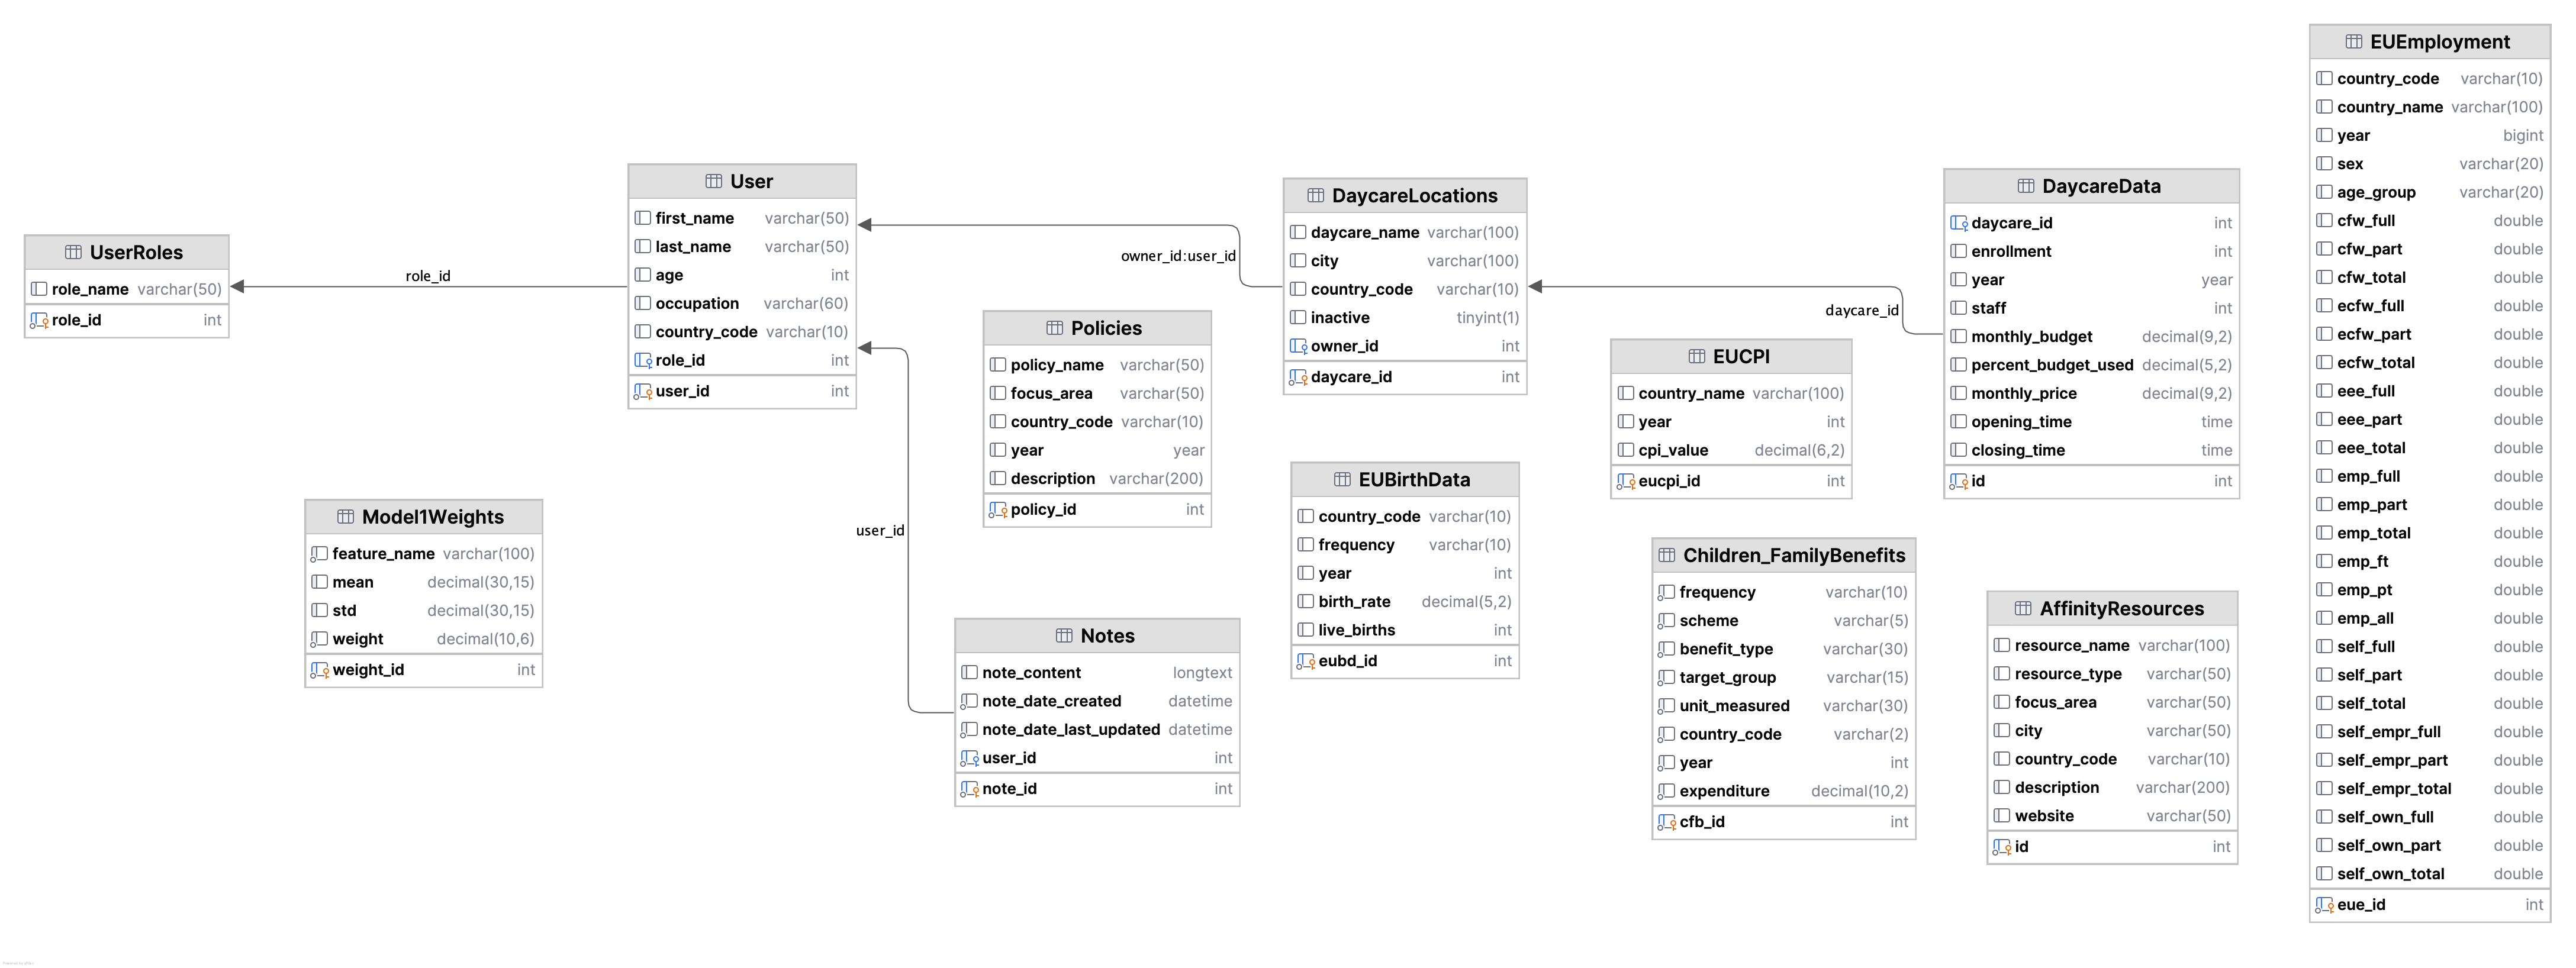 UserRoles
role_name varchar(50)
role_id int
role_id
User
first_name varchar(50)
last_name varchar(50)
age int
occupation varchar(60)
country_code varchar(10)
role_id int
user_id int
owner_id:user_id
user_id
Model1Weights
feature_name varchar(100)
mean decimal(30,15)
std decimal(30,15)
weight decimal(10,6)
weight_id int
Policies
policy_name varchar(50)
focus_area varchar(50)
country_code varchar(10)
year year
description varchar(200)
policy_id int
Notes
note_content longtext
note_date_created datetime
note_date_last_updated datetime
user_id int
note_id int
DaycareLocations
daycare_name varchar(100)
city varchar(100)
country_code varchar(10)
inactive tinyint(1)
owner_id int
daycare_id int
daycare_id
EUBirthData
country_code varchar(10)
frequency varchar(10)
year int
birth_rate decimal(5,2)
live_births int
eubd_id int
EUCPI
country_name varchar(100)
year int
cpi_value decimal(6,2)
eucpi_id int
Children_FamilyBenefits
frequency varchar(10)
scheme varchar(5)
benefit_type varchar(30)
target_group varchar(15)
unit_measured varchar(30)
country_code varchar(2)
year int
expenditure decimal(10,2)
cfb_id int
DaycareData
daycare_id int
enrollment int
year year
staff int
monthly_budget decimal(9,2)
percent_budget_used decimal(5,2)
monthly_price decimal(9,2)
opening_time time
closing_time time
id int
AffinityResources
resource_name varchar(100)
resource_type varchar(50)
focus_area varchar(50)
city varchar(50)
country_code varchar(10)
description varchar(200)
website varchar(50)
id int
EUEmployment
country_code varchar(10)
country_name varchar(100)
year bigint
sex varchar(20)
age_group varchar(20)
cfw_full double
cfw_part double
cfw_total double
ecfw_full double
ecfw_part double
ecfw_total double
eee_full double
eee_part double
eee_total double
emp_full double
emp_part double
emp_total double
emp_ft double
emp_pt double
emp_all double
self_full double
self_part double
self_total double
self_empr_full double
self_empr_part double
self_empr_total double
self_own_full double
self_own_part double
self_own_total double
eue_id int